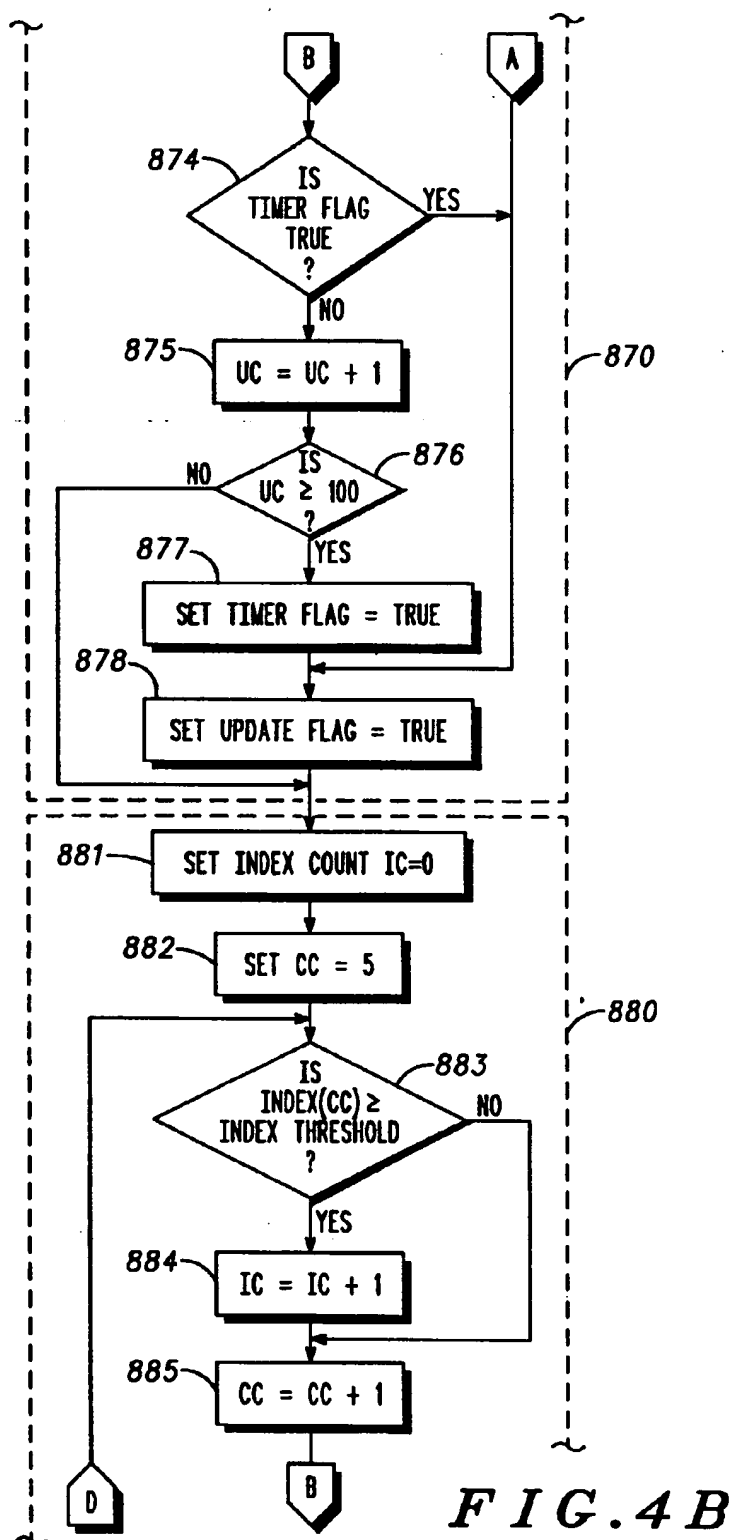 B
A
874
IS
TIMER FLAG
TRUE
?
YES
NO
875
UC = UC + 1
870
NO
IS
UC ≥ 100
?
876
YES
877
SET TIMER FLAG = TRUE
878
SET UPDATE FLAG = TRUE
881
SET INDEX COUNT IC=0
882
SET CC = 5
880
IS
INDEX(CC) ≥
INDEX THRESHOLD
?
883
NO
YES
884
IC = IC + 1
885
CC = CC + 1
D
B
FIG.4B